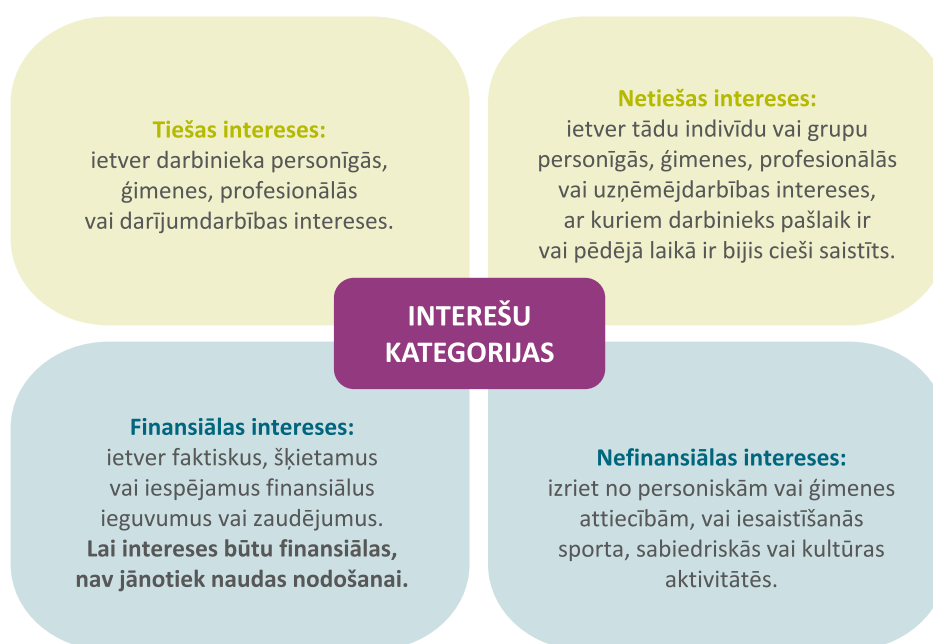 Tiešas intereses:
ietver darbinieka personīgās,
ģimenes, profesionālās
vai darījumdarbības intereses.
Netiešas intereses:
ietver tādu indivīdu vai grupu
personīgās, ģimenes, profesionālās
vai uzņēmējdarbības intereses,
ar kuriem darbinieks pašlaik ir
vai pēdējā laikā ir bijis cieši saistīts.
INTEREŠU
KATEGORIJAS
Finansiālas intereses:
ietver faktiskus, šķietamus
vai iespējamus finansiālus
ieguvumus vai zaudējumus.
Lai intereses būtu finansiālas,
nav jānotiek naudas nodošanai.
Nefinansiālas intereses:
izriet no personiskām vai ģimenes
attiecībām, vai iesaistīšanās
sporta, sabiedriskās vai kultūras
aktivitātēs.